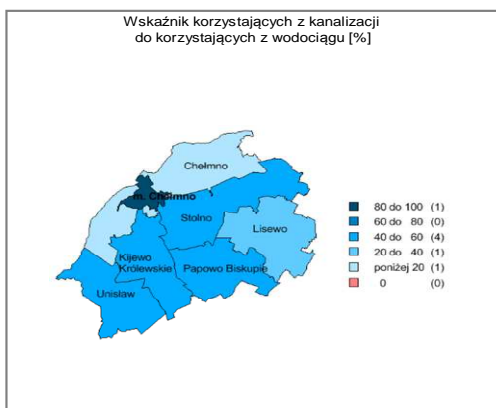 Wskaźnik korzystających z kanalizacji
do korzystających z wodociągu [%]
Chełmno
m. Chełmno
Stolno
Lisewo
Kijewo
Królewskie
Papowo Biskupie
Unisław
80 do 100 (1)
60 do 80 (0)
40 do 60 (4)
20 do 40 (1)
poniżej 20 (1)
0 (0)